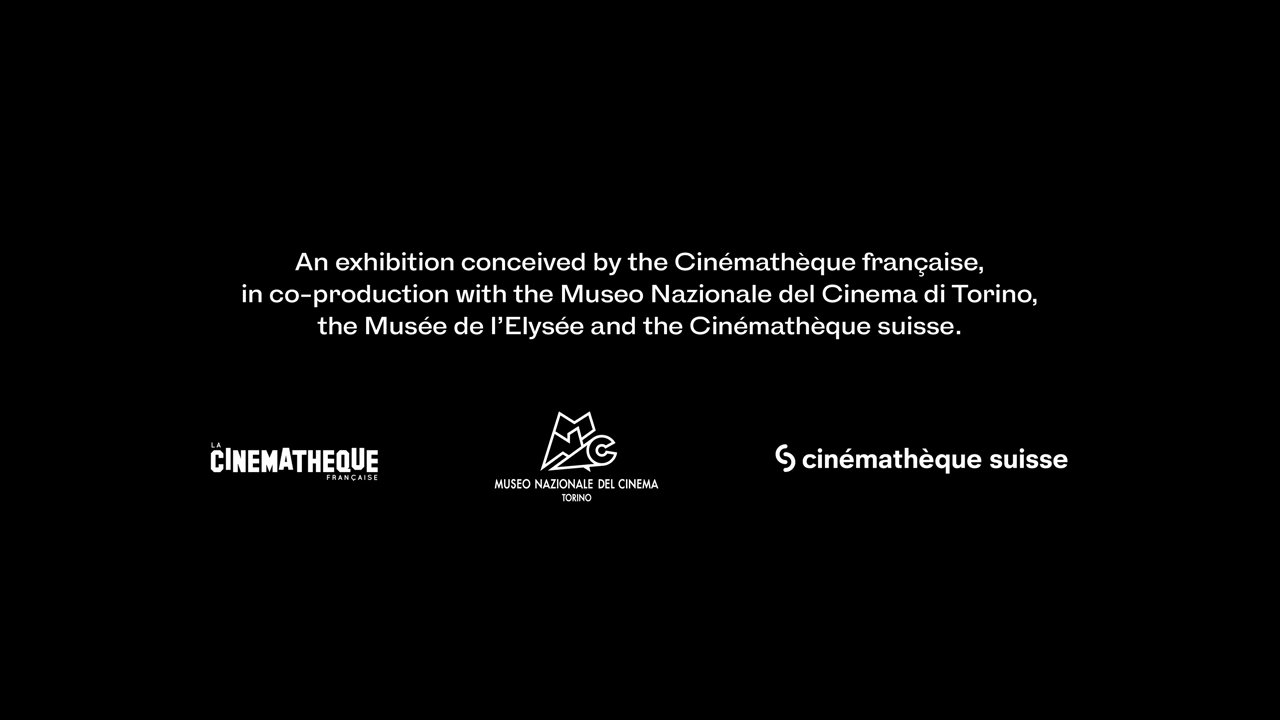 An exhibition conceived by the Cinémathèque française,
in co-production with the Museo Nazionale del Cinema di Torino,
the Musée de l'Elysée and the Cinémathèque suisse.
LA
CINEMATHEQUE
FRANÇAISE
MNC
MUSEO NAZIONALE DEL CINEMA
TORINO
cinémathèque suisse